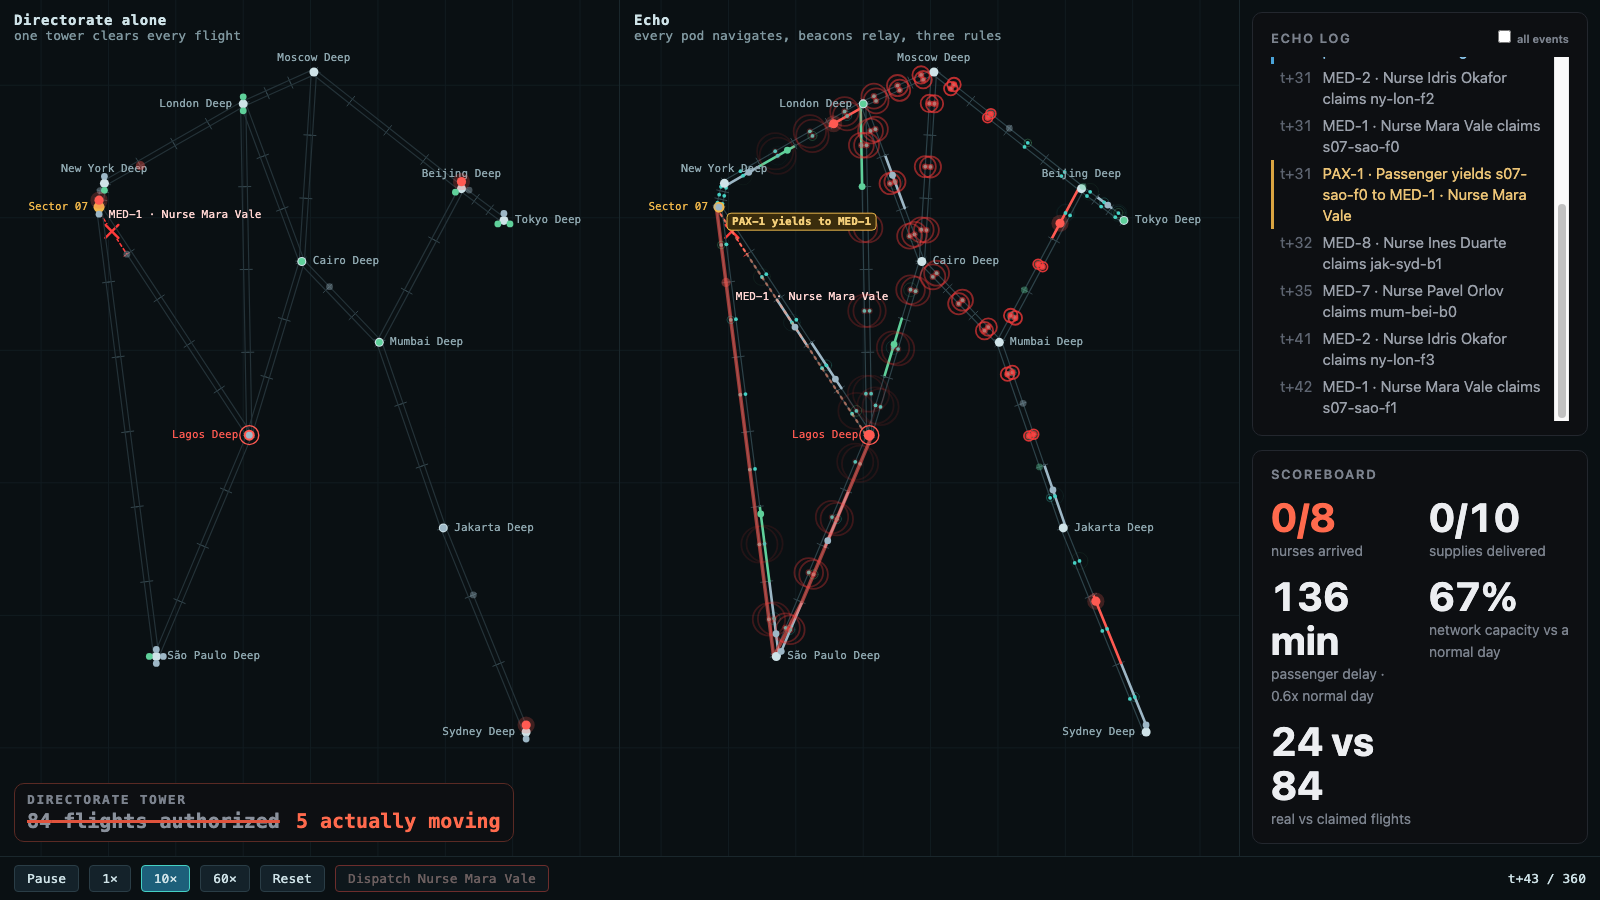 Directorate alone
one tower clears every flight
Moscow Deep
London Deep
New York Deep
Beijing Deep
Sector 07
MED-1 · Nurse Mara Vale
Tokyo Deep
Cairo Deep
Mumbai Deep
Lagos Deep
Jakarta Deep
São Paulo Deep
Sydney Deep
DIRECTORATE TOWER
84 flights authorized 5 actually moving
Echo
every pod navigates, beacons relay, three rules
Moscow Deep
London Deep
New York Deep
Beijing Deep
Sector 07
PAX-1 yields to MED-1
Tokyo Deep
Cairo Deep
MED-1 · Nurse Mara Vale
Mumbai Deep
Lagos Deep
Jakarta Deep
São Paulo Deep
Sydney Deep
ECHO LOG
all events
t+31 MED-2 · Nurse Idris Okafor
claims ny-lon-f2
t+31 MED-1 · Nurse Mara Vale claims
s07-sao-f0
t+31 PAX-1 · Passenger yields s07-
sao-f0 to MED-1 · Nurse Mara
Vale
t+32 MED-8 · Nurse Ines Duarte
claims jak-syd-b1
t+35 MED-7 · Nurse Pavel Orlov
claims mum-bei-b0
t+41 MED-2 · Nurse Idris Okafor
claims ny-lon-f3
t+42 MED-1 · Nurse Mara Vale claims
s07-sao-f1
SCOREBOARD
0/8
nurses arrived
0/10
supplies delivered
136
min
passenger delay ·
0.6x normal day
67%
network capacity vs a
normal day
24 vs
84
real vs claimed flights
Pause
1×
10×
60×
Reset
Dispatch Nurse Mara Vale
t+43 / 360